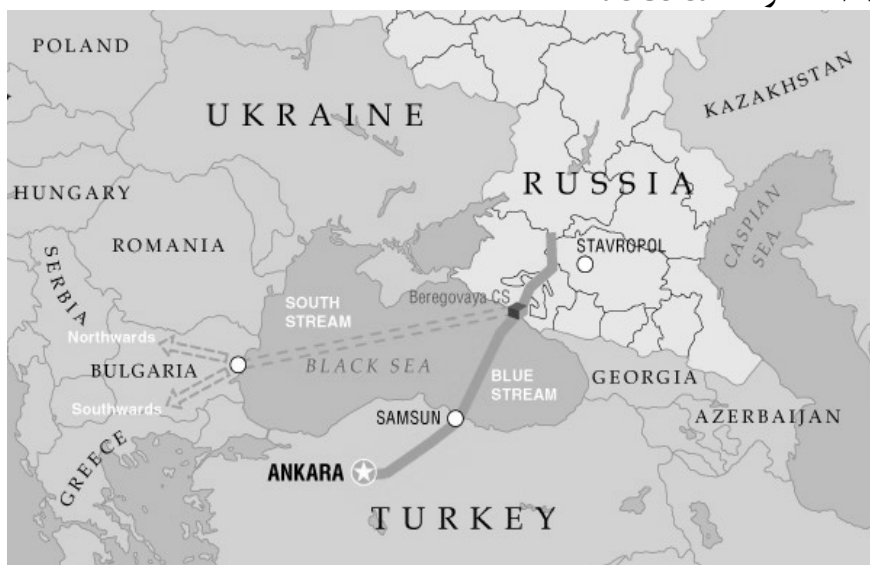 POLAND
UKRAINE
KAZAKHSTAN
HUNGARY
RUSSIA
ROMANIA
STAVROPOL
CASPIAN
SEA
SERBIA
SOUTH
STREAM
Beregovaya CS
Northwards
BULGARIA
BLACK SEA
BLUE
STREAM
GEORGIA
Southwards
SAMSUN
AZERBAIJAN
GREECE
ANKARA
TURKEY